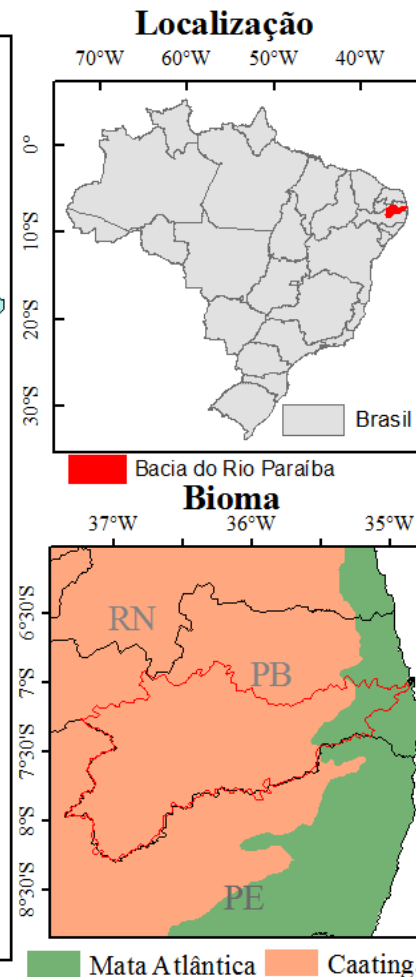 Localização
70°W 60°W 50°W 40°W
0°
10°S
20°S
30°S
Brasil
Bacia do Rio Paraíba
Bioma
37°W 36°W 35°W
6°30'S
7°S
7°30'S
8°S
8°30'S
RN
PB
PE
Mata Atlântica Caating